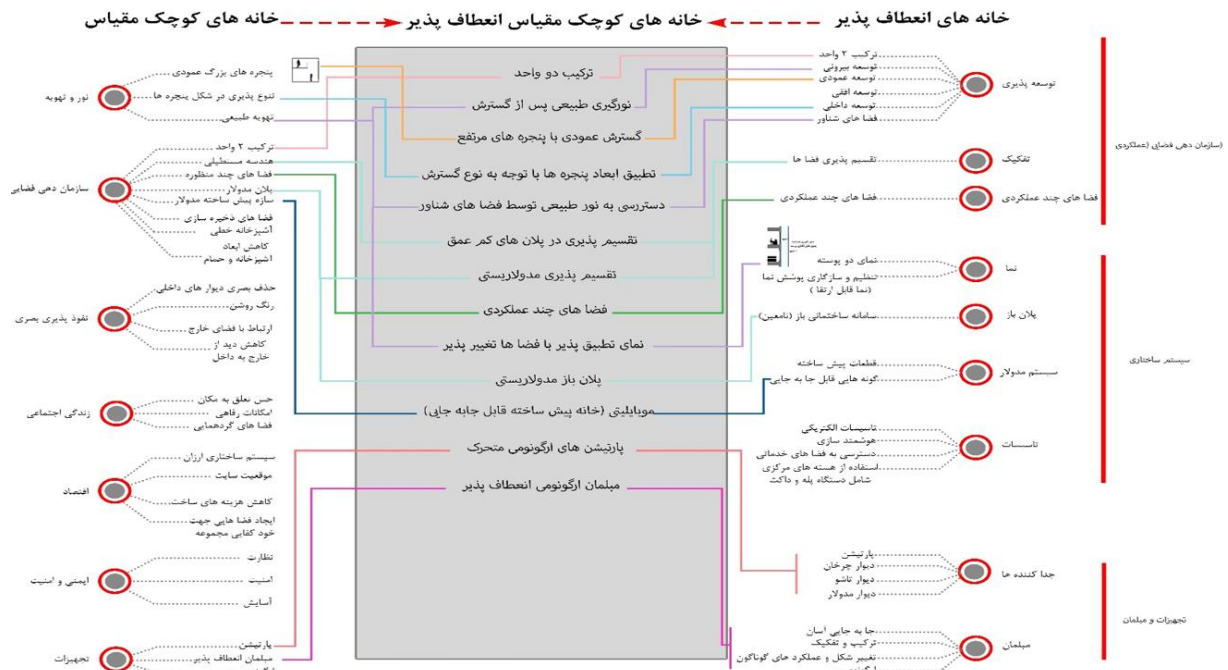 خانه های انعطاف پذیر
خانه های کوچک مقیاس انعطاف پذیر
خانه های کوچک مقیاس
ترکیب ۲ واحد
توسعه بیرونی
توسعه عمودی
توسعه افقی
توسعه داخلی
فضا های شناور
توسعه پذیری
تقسیم پذیری فضا ها
تفکیک
فضا های چند عملکردی
فضا های چند عملکردی
(سازمان دهی فضایی (عملکردی
نمای دو پوسته
تنظیم و سازگاری پوشش نما
(نما قابل ارتقا )
نما
سامانه ساختمانی باز (نامعین)
پلان باز
قطعات پیش ساخته
گونه هایی قابل جا به جایی
سیستم مدولار
تاسیسات الکتریکی
هوشمند سازی
دسترسی به فضا های خدماتی
استفاده از هسته های مرکزی
شامل دستگاه پله و داکت
تاسسات
سیستم ساختاری
پارتیشن
دیوار چرخان
دیوار تاشو
دیوار مدولار
جدا کننده ها
جا به جایی آسان
ترکیب و تفکیک
تغییر شکل و عملکرد های گوناگون
مبلمان
تجهیزات و مبلمان
ترکیب دو واحد
نورگیری طبیعی پس از گسترش
گسترش عمودی با پنجره های مرتفع
تطبیق ابعاد پنجره ها با توجه به نوع گسترش
دستررسی به نور طبیعی توسط فضا های شناور
تقسیم پذیری در پلان های کم عمق
تقسیم پذیری مدولاریستی
فضا های چند عملکردی
نمای تطبیق پذیر با فضا ها تغییر پذیر
پلان باز مدولاریستی
موبایلیتی (خانه پیش ساخته قابل جابه جایی)
پارتیشن های ارگونومی متحرک
مبلمان ارگونومی انعطاف پذیر
پنجره های بزرگ عمودی
تنوع پذیری در شکل پنجره ها
تهویه طبیعی
نور و تهویه
ترکیب ۲ واحد
هندسه مستطیلی
فضا های چند منظوره
پلان مدولار
سازه پیش ساخته مدولار
فضا های ذخیره سازی
آشپزخانه خطی
کاهش ابعاد
اشپزخانه و حمام
سازمان دهی فضایی
حذف بصری دیوار های داخلی
رنگ روشن
ارتباط با فضای خارج
کاهش دید از
خارج به داخل
نفوذ پذیری بصری
حس تعلق به مکان
امکانات رفاهی
فضا های گردهمایی
زندگی اجتماعی
سیستم ساختاری ارزان
موقعیت سایت
کاهش هزینه های ساخت
ایجاد فضا هایی جهت
خود کفایی مجموعه
اقتصاد
نظارت
امنیت
آسایش
ایمنی و امنیت
پارتیشن
مبلمان انعطاف پذیر
تجهیزات